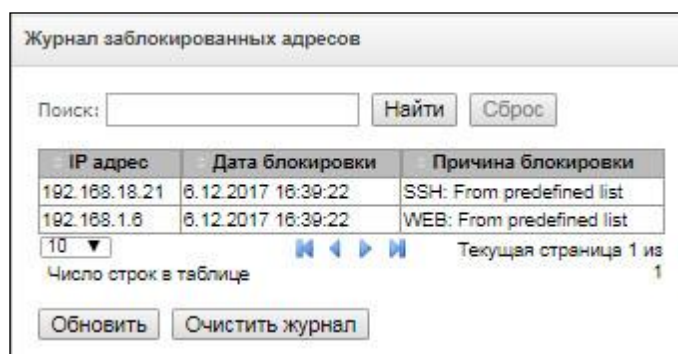 Журнал заблокированных адресов
Поиск: Найти Сброс
IP адрес Дата блокировки Причина блокировки
192.168.18.21 6.12.2017 16:39:22 SSH: From predefined list
192.168.1.6 6.12.2017 16:39:22 WEB: From predefined list
10 Текущая страница 1 из
Число строк в таблице 1
Обновить Очистить журнал